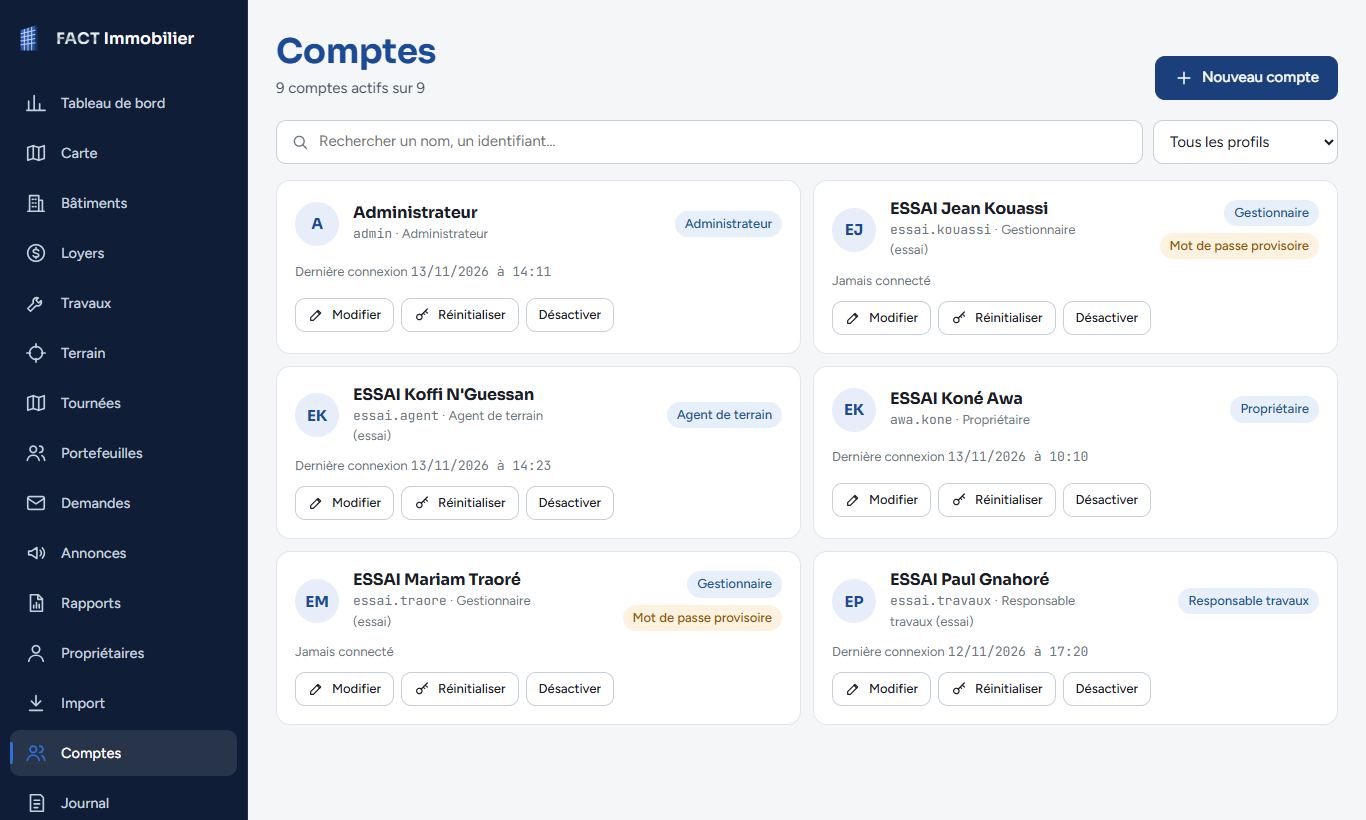 FACT Immobilier
Tableau de bord
Carte
Bâtiments
Loyers
Travaux
Terrain
Tournées
Portefeuilles
Demandes
Annonces
Rapports
Propriétaires
Import
Comptes
Journal
Comptes
9 comptes actifs sur 9
Nouveau compte
Rechercher un nom, un identifiant...
Tous les profils
A
Administrateur
admin · Administrateur
Administrateur
Dernière connexion 13/11/2026 à 14:11
Modifier
Réinitialiser
Désactiver
EJ
ESSAI Jean Kouassi
essai.kouassi · Gestionnaire
(essai)
Gestionnaire
Mot de passe provisoire
Jamais connecté
Modifier
Réinitialiser
Désactiver
EK
ESSAI Koffi N'Guessan
essai.agent · Agent de terrain
(essai)
Agent de terrain
Dernière connexion 13/11/2026 à 14:23
Modifier
Réinitialiser
Désactiver
EK
ESSAI Koné Awa
awa.kone · Propriétaire
Propriétaire
Dernière connexion 13/11/2026 à 10:10
Modifier
Réinitialiser
Désactiver
EM
ESSAI Mariam Traoré
essai.traore · Gestionnaire
(essai)
Gestionnaire
Mot de passe provisoire
Jamais connecté
Modifier
Réinitialiser
Désactiver
EP
ESSAI Paul Gnahoré
essai.travaux · Responsable
travaux (essai)
Responsable travaux
Dernière connexion 12/11/2026 à 17:20
Modifier
Réinitialiser
Désactiver